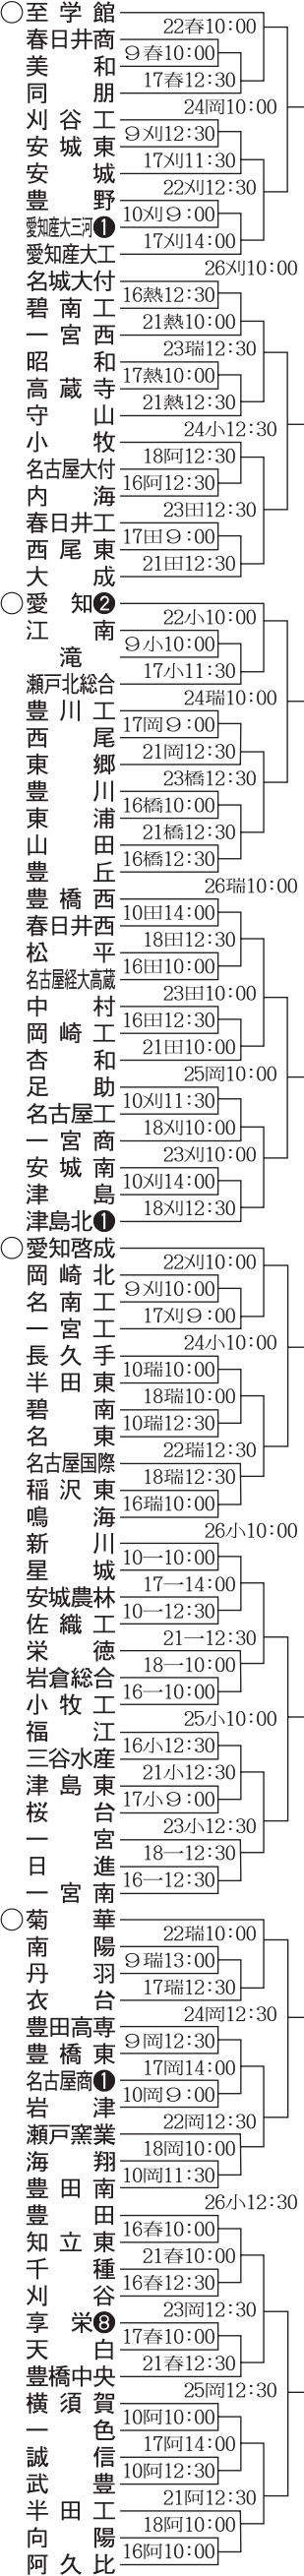 ○至学館
22春10:00
春日井商
9春10:00
美和
17春12:30
同朋
24岡10:00
刈谷工
9刈12:30
安城東
17刈11:30
安城
22刈12:30
豊野
10刈9:00
愛知産大三河❶
17刈14:00
愛知産大工
26刈10:00
名城大付
16熱12:30
碧南工
21熱10:00
一宮西
23瑞12:30
昭和
17熱10:00
高蔵寺
21熱12:30
守山
24小12:30
小牧
18阿12:30
名古屋大付
16阿12:30
内海
23田12:30
春日井工
17田9:00
西尾東
21田12:30
大成
○愛知❷
22小10:00
江南
9小10:00
滝
17小11:30
瀬戸北総合
24瑞10:00
豊川工
17岡9:00
西尾
21岡12:30
東郷
23橋12:30
豊川
16橋10:00
東浦
21橋12:30
山田
16橋12:30
豊丘
26瑞10:00
豊橋西
10田14:00
春日井西
18田12:30
松平
16田10:00
名古屋経大高蔵
23田10:00
中村
16田12:30
岡崎工
21田10:00
杏和
25岡10:00
足助
10刈11:30
名古屋工
18刈10:00
一宮商
23刈10:00
安城南
10刈14:00
津島
18刈12:30
津島北❶
○愛知啓成
22刈10:00
岡崎北
9刈10:00
名南工
17刈9:00
一宮工
24小10:00
長久手
10瑞10:00
半田東
18瑞10:00
碧南
10瑞12:30
名東
22瑞12:30
名古屋国際
18瑞12:30
稲沢東
16瑞10:00
鳴海
26小10:00
新川
10一10:00
星城
17一14:00
安城農林
10一12:30
佐織工
21一12:30
栄徳
18一10:00
岩倉総合
16一10:00
小牧工
25小10:00
福江
16小12:30
三谷水産
21小12:30
津島東
17小9:00
桜台
23小12:30
一宮
18一12:30
日進
16一12:30
一宮南
○菊華
22瑞10:00
南陽
9瑞13:00
丹羽
17瑞12:30
衣台
24岡12:30
豊田高専
9岡12:30
豊橋東
17岡14:00
名古屋商❶
10岡9:00
岩津
22岡12:30
瀬戸窯業
18岡10:00
海翔
10岡11:30
豊田南
26小12:30
豊田
16春10:00
知立東
21春10:00
千種
16春12:30
刈谷
23岡12:30
享栄❽
17春10:00
天白
21春12:30
豊橋中央
25岡12:30
横須賀
10阿10:00
一色
17阿14:00
誠信
10阿12:30
武豊
21阿12:30
半田工
18阿10:00
向陽
16阿10:00
阿久比